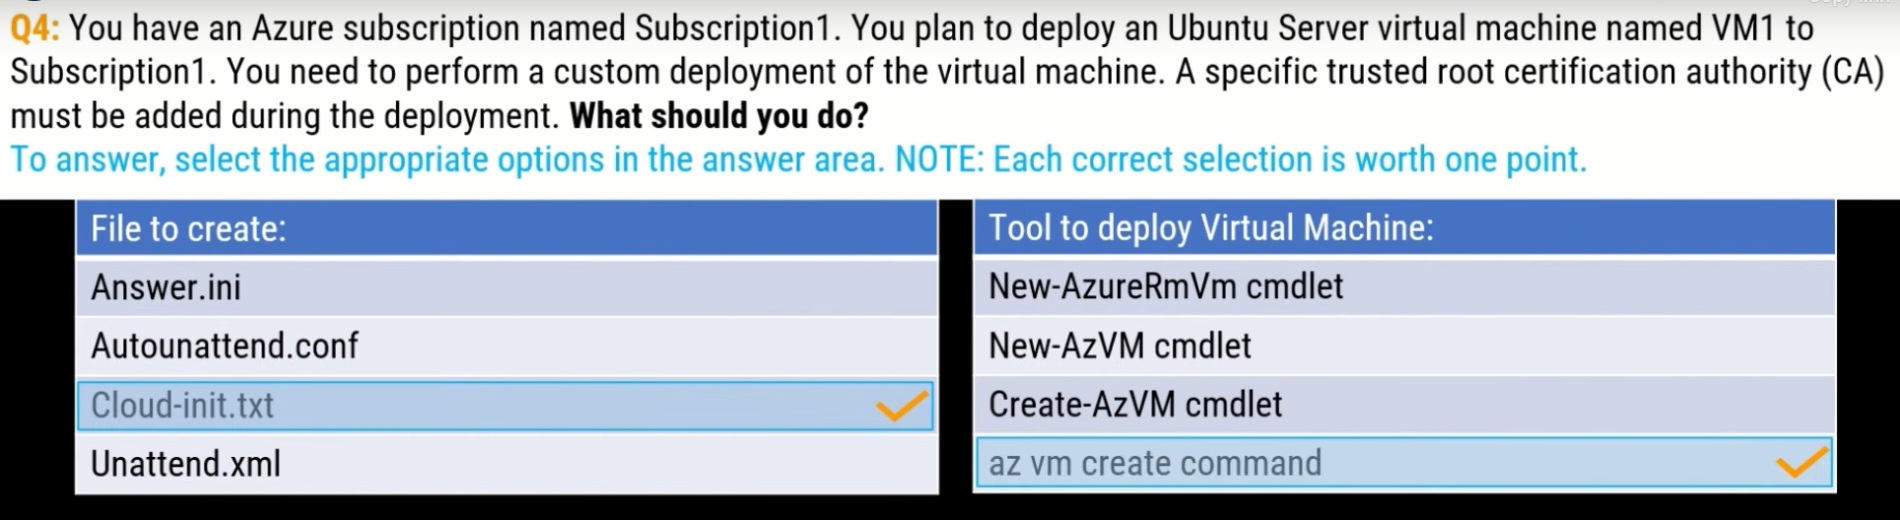 Q4: You have an Azure subscription named Subscription1. You plan to deploy an Ubuntu Server virtual machine named VM1 to
Subscription1. You need to perform a custom deployment of the virtual machine. A specific trusted root certification authority (CA)
must be added during the deployment. What should you do?
To answer, select the appropriate options in the answer area. NOTE: Each correct selection is worth one point.
File to create:
Answer.ini
Autounattend.conf
Cloud-init.txt
Unattend.xml
Tool to deploy Virtual Machine:
New-AzureRmVm cmdlet
New-AzVM cmdlet
Create-AzVM cmdlet
az vm create command